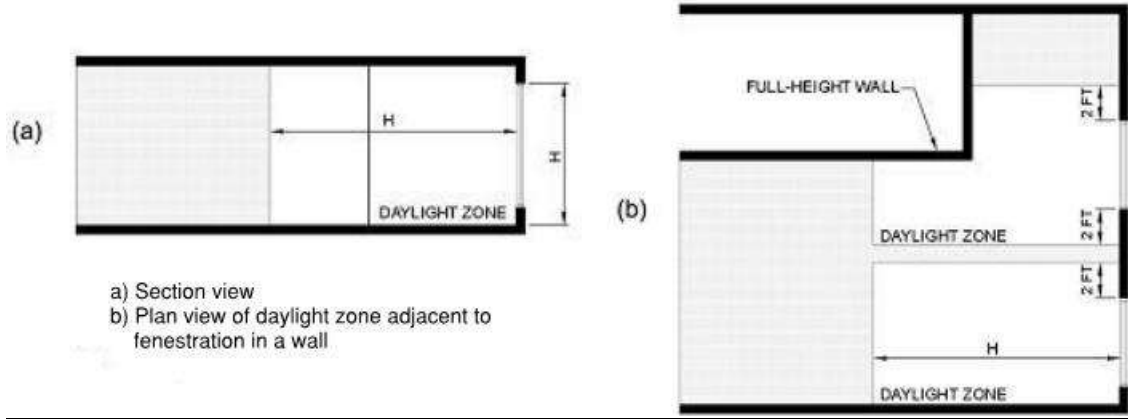 (a)
H
H
DAYLIGHT ZONE
a) Section view
b) Plan view of daylight zone adjacent to
fenestration in a wall
(b)
FULL-HEIGHT WALL
2 FT
2 FT
DAYLIGHT ZONE
2 FT
H
DAYLIGHT ZONE